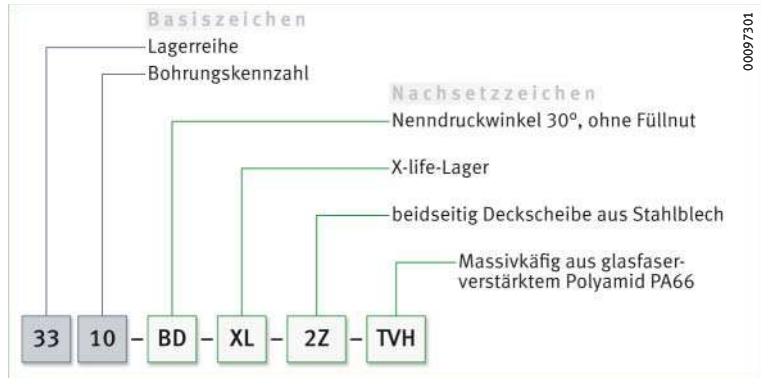 Basiszeichen
Lagerreihe
Bohrungskennzahl
Nachsetzzeichen
Nenndruckwinkel 30°, ohne Füllnut
X-life-Lager
beidseitig Deckscheibe aus Stahlblech
Massivkäfig aus glasfaser-
verstärktem Polyamid PA66
33 10 – BD – XL – 2Z – TVH
00097301